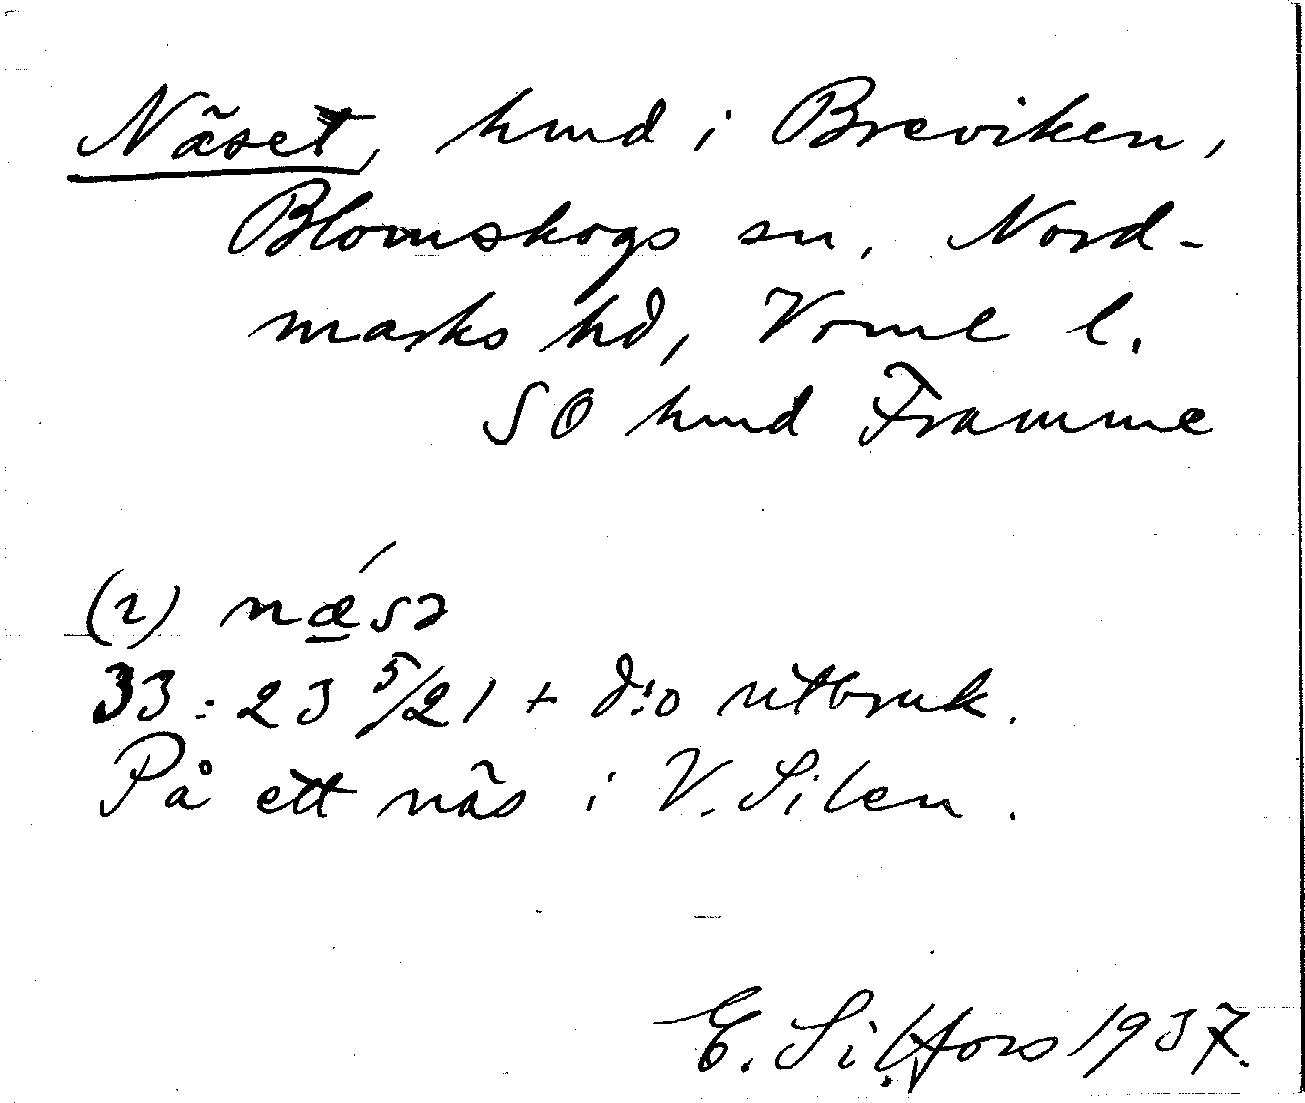 Näset, hmd i Breviken,
Blomskogs sn, Nord-
marks hd, Vrml l.
SO hmd Framme
(2) næ´sə
33:23 5/21 + d:o utbruk.
På ett näs i V. Silen.
E. Silfors 1937.